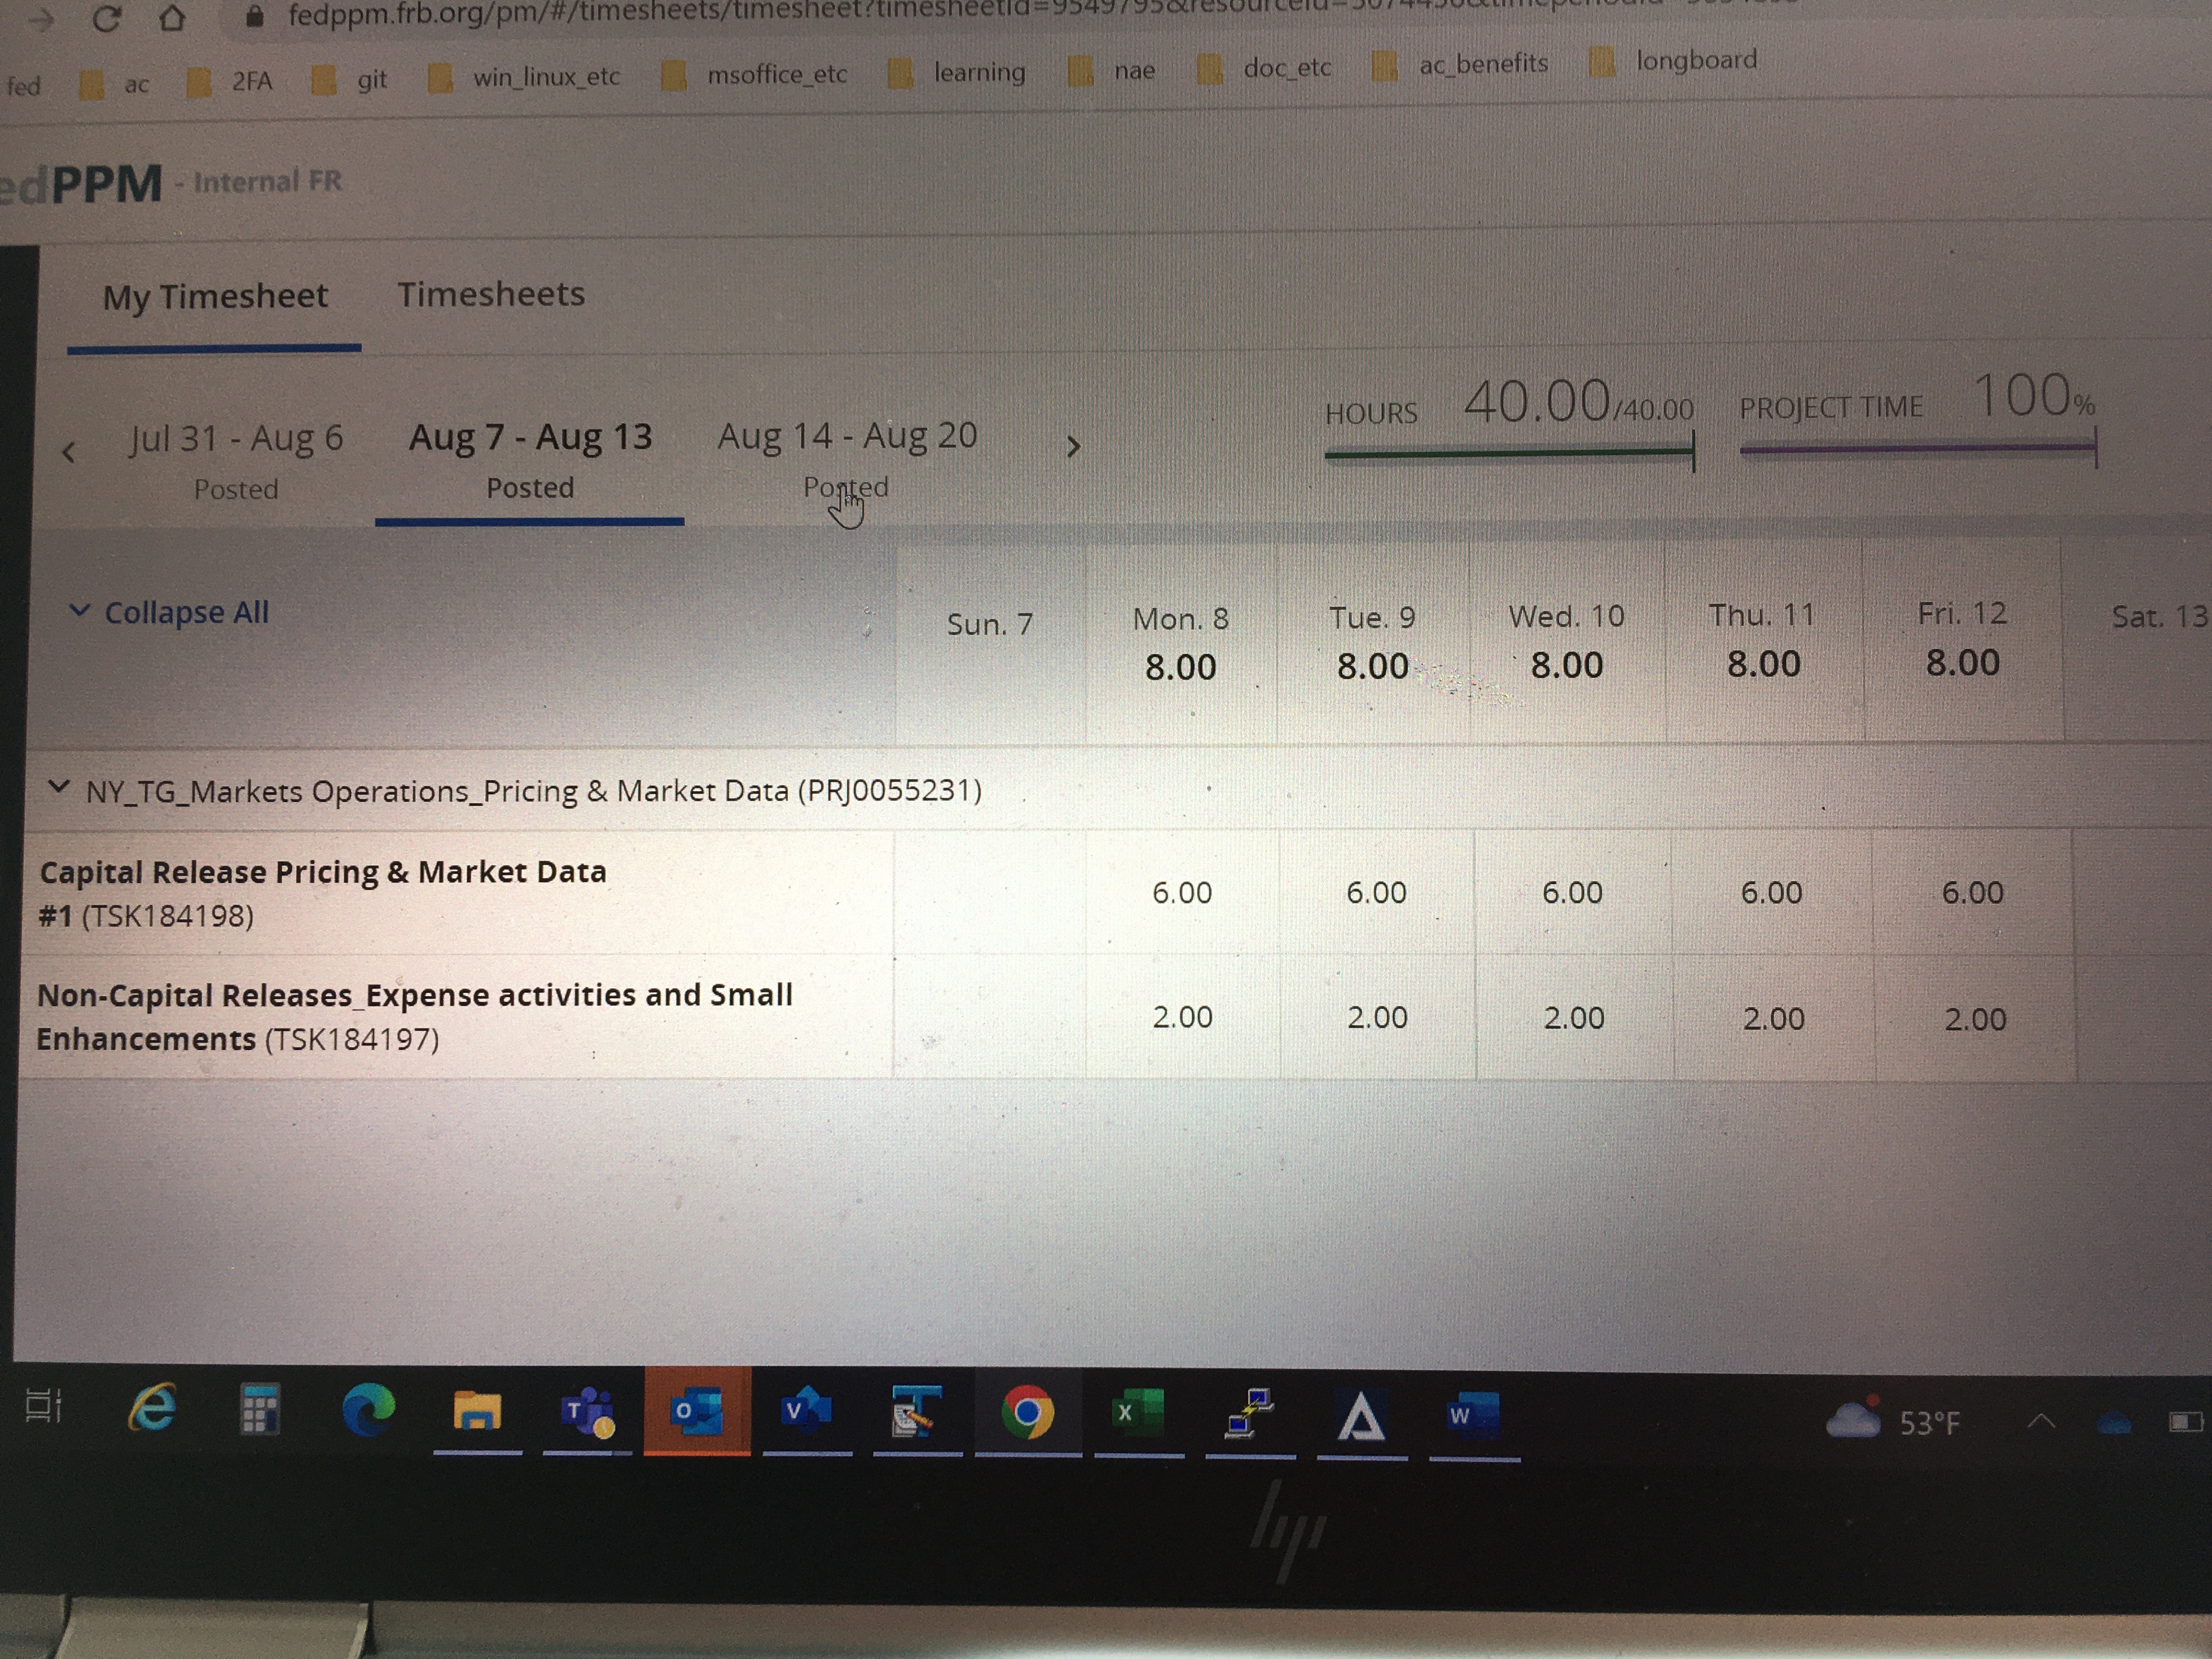 fedppm.frb.org/pm/#/timesheets/timesheet?timesheetid=9549795&resourceid=
fed ac 2FA git win_linux_etc msoffice_etc learning nae doc_etc ac_benefits longboard
edPPM - Internal FR
My Timesheet Timesheets
HOURS 40.00/40.00 PROJECT TIME 100%
Jul 31 - Aug 6 Aug 7 - Aug 13 Aug 14 - Aug 20
Posted Posted Posted
Collapse All Sun. 7 Mon. 8 Tue. 9 Wed. 10 Thu. 11 Fri. 12 Sat. 13
8.00 8.00 8.00 8.00 8.00
NY_TG_Markets Operations_Pricing & Market Data (PRJ0055231)
Capital Release Pricing & Market Data
#1 (TSK184198) 6.00 6.00 6.00 6.00 6.00
Non-Capital Releases_Expense activities and Small
Enhancements (TSK184197) 2.00 2.00 2.00 2.00 2.00
T O V X W 53°F
hp